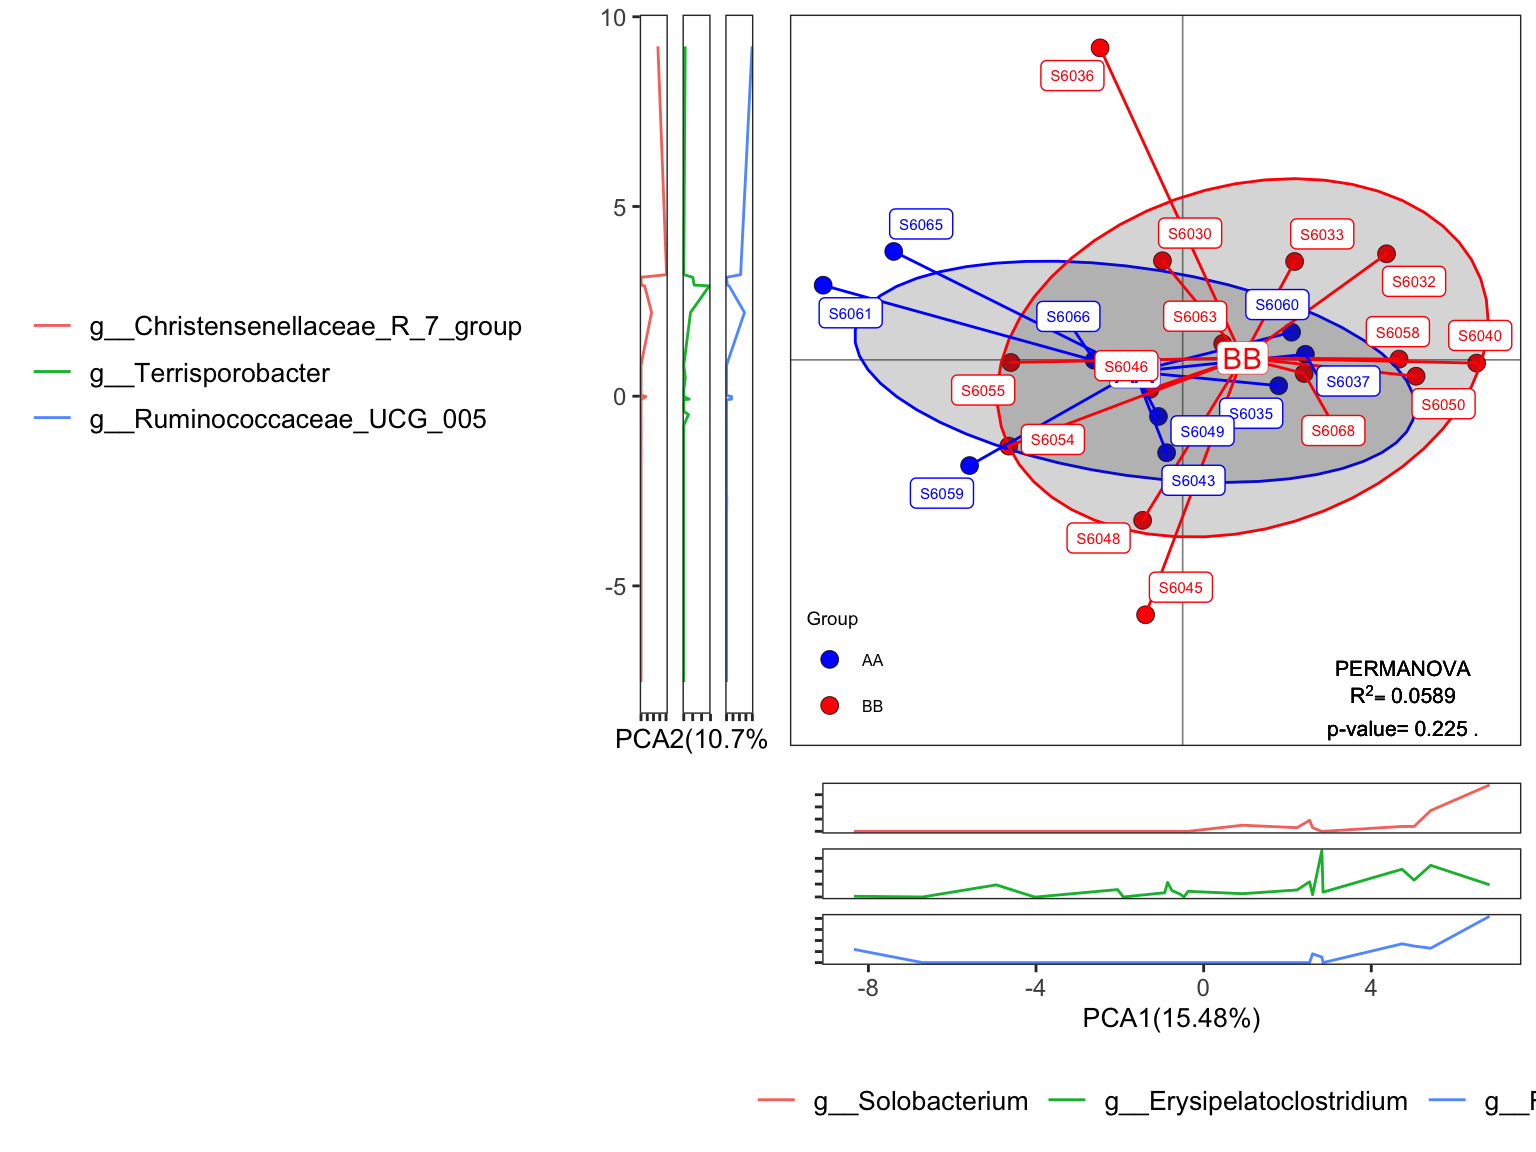 10
5
0
-5
g__Christensenellaceae_R_7_group
g__Terrisporobacter
g__Ruminococcaceae_UCG_005
PCA2(10.7%
S6036
S6065
S6030
S6033
S6032
S6061
S6066
S6063
S6060
S6058
S6040
S6046
BB
S6055
S6037
S6035
S6050
S6054
S6049
S6068
S6059
S6043
S6048
S6045
Group
AA
BB
PERMANOVA
R²= 0.0589
p-value= 0.225 .
-8
-4
0
4
PCA1(15.48%)
g__Solobacterium
g__Erysipelatoclostridium